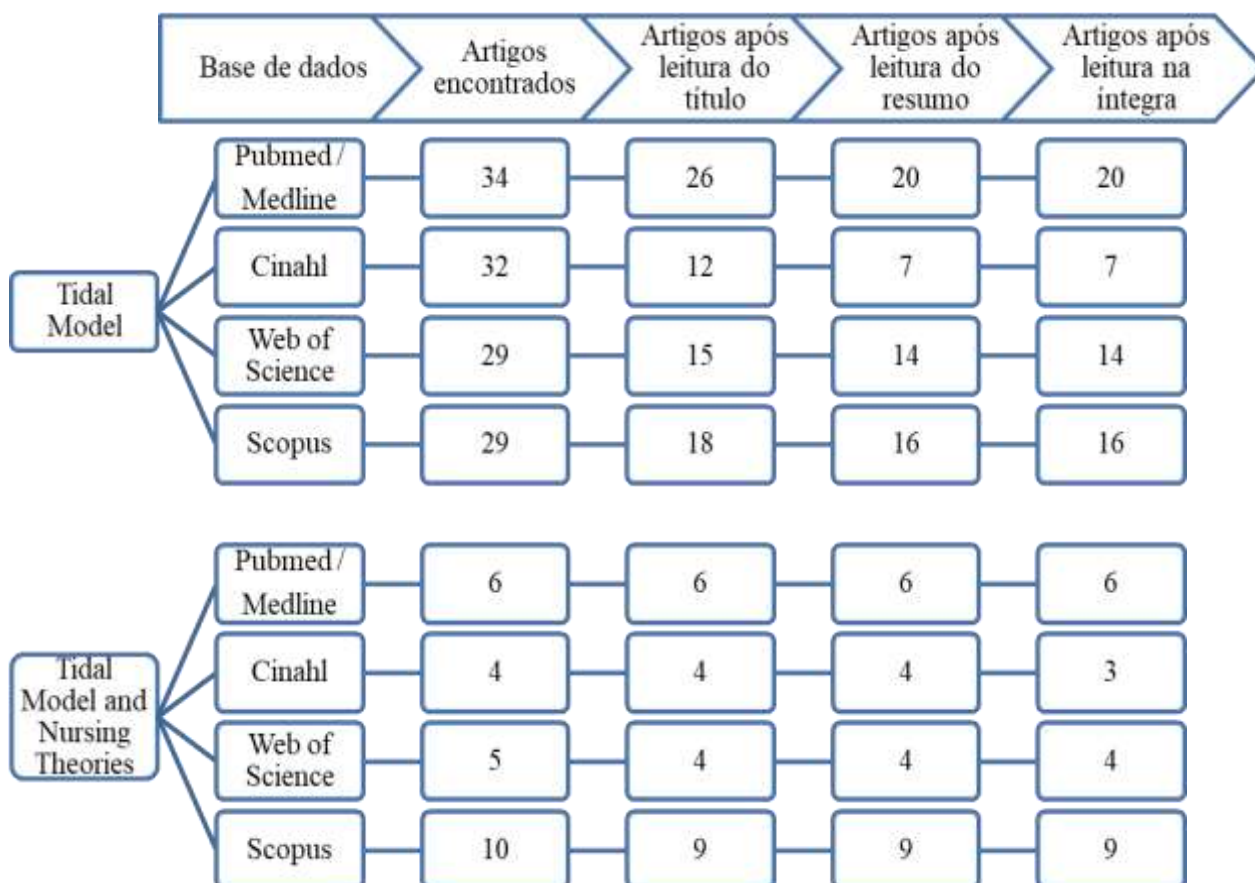 Base de dados
Artigos
encontrados
Artigos após
leitura do
título
Artigos após
leitura do
resumo
Artigos após
leitura na
íntegra
Tidal
Model
Pubmed /
Medline
34
26
20
20
Cinahl
32
12
7
7
Web of
Science
29
15
14
14
Scopus
29
18
16
16
Tidal
Model and
Nursing
Theories
Pubmed /
Medline
6
6
6
6
Cinahl
4
4
4
3
Web of
Science
5
4
4
4
Scopus
10
9
9
9